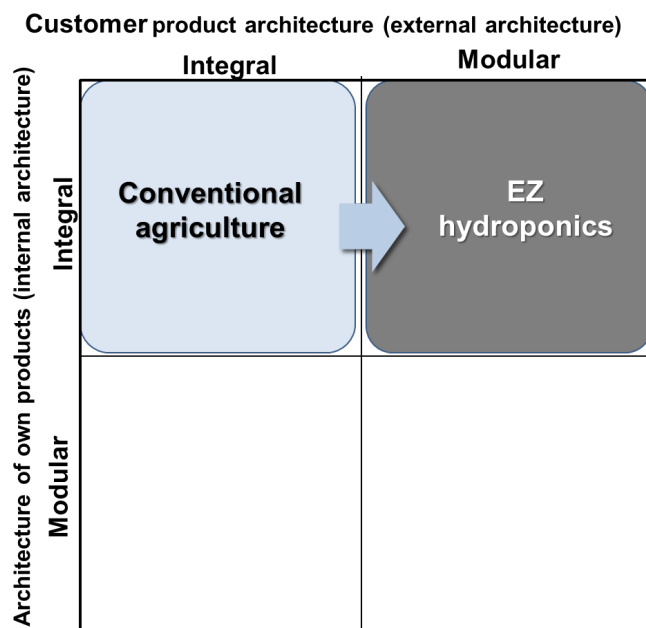 Customer product architecture (external architecture)
Integral
Modular
Architecture of own products (internal architecture)
Integral
Conventional
agriculture
EZ
hydroponics
Modular